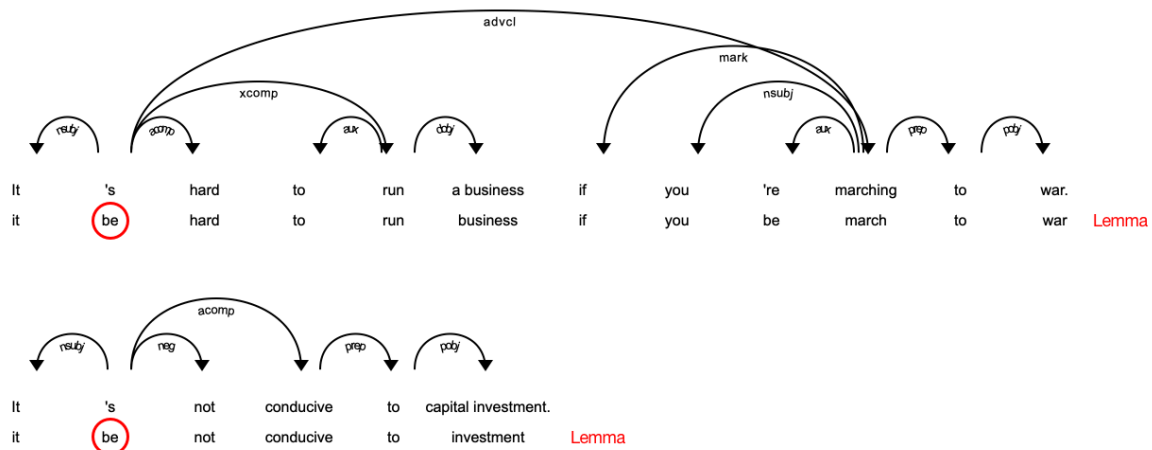 advcl
mark
xcomp nsubj
nsubj acomp aux dobj aux prep pobj
It 's hard to run a business if you 're marching to war.
it be hard to run business if you be march to war Lemma
acomp
nsubj neg prep pobj
It 's not conducive to capital investment.
it be not conducive to investment Lemma